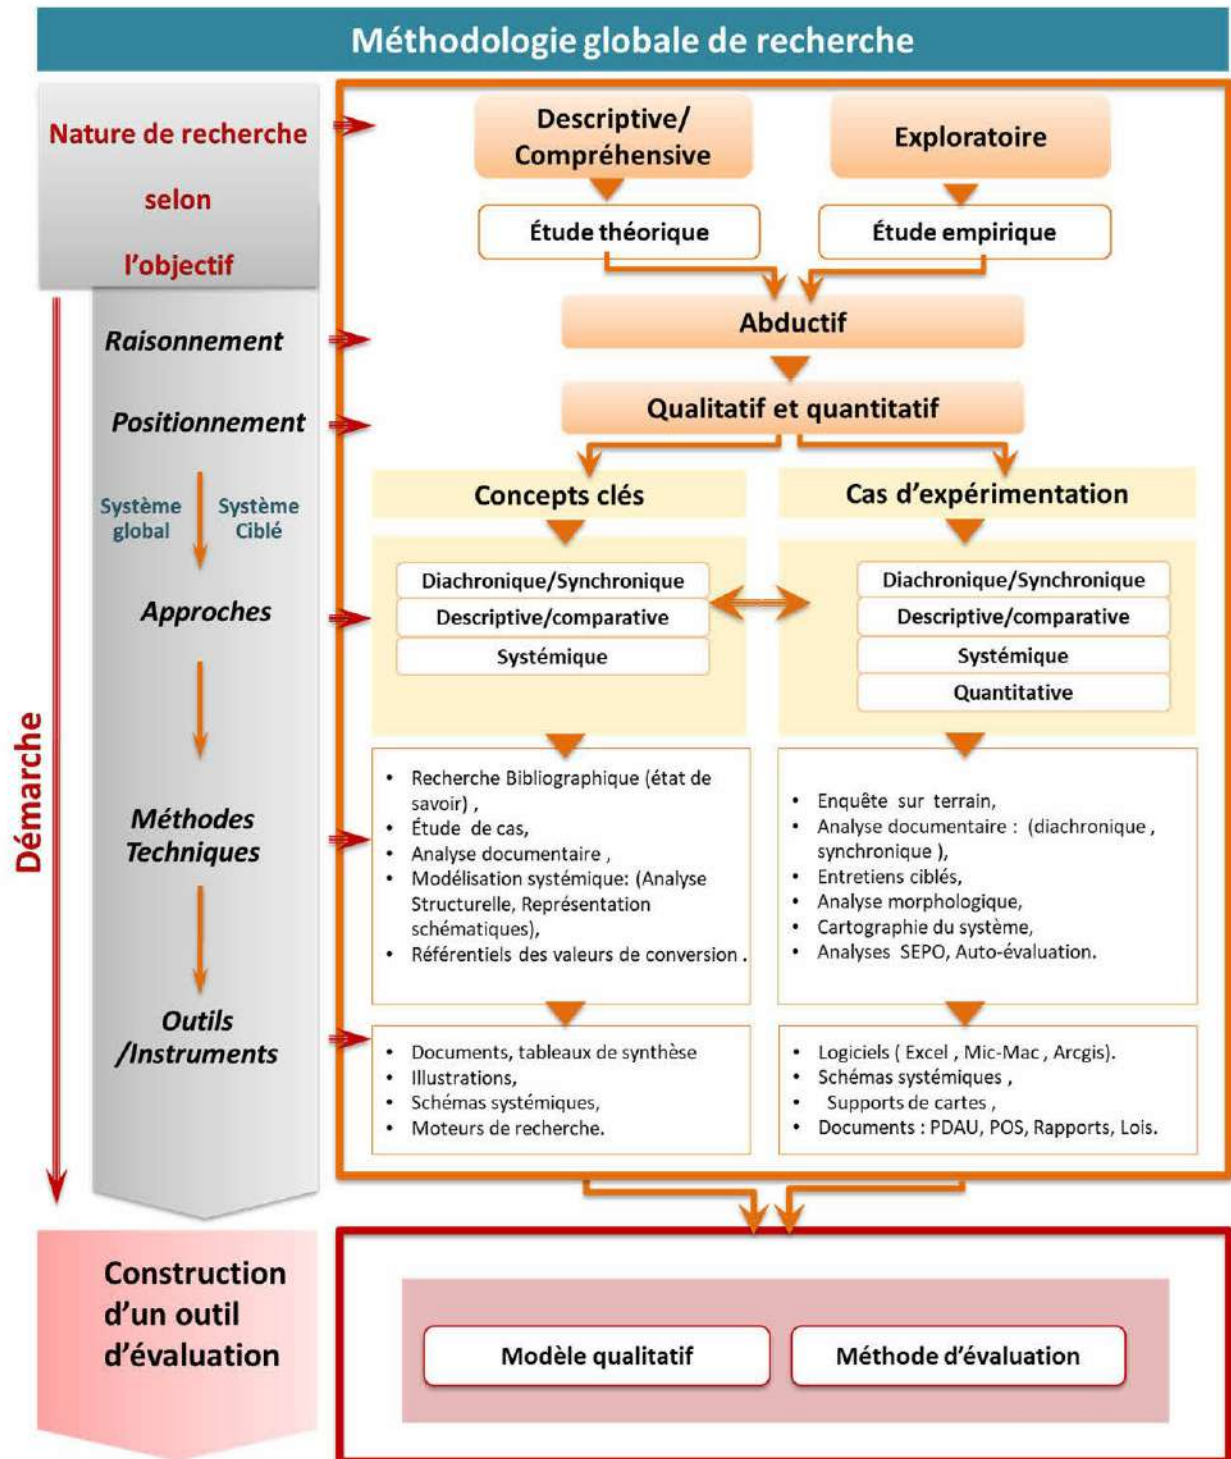 Méthodologie globale de recherche
Nature de recherche
selon
l'objectif
Descriptive/
Compréhensive
Exploratoire
Étude théorique
Étude empirique
Raisonnement
Abductif
Positionnement
Qualitatif et quantitatif
Système
global
Système
Ciblé
Concepts clés
Cas d'expérimentation
Approches
Diachronique/Synchronique
Descriptive/comparative
Systémique
Diachronique/Synchronique
Descriptive/comparative
Systémique
Quantitative
Démarche
Méthodes
Techniques
• Recherche Bibliographique (état de
savoir) ,
• Étude de cas,
• Analyse documentaire ,
• Modélisation systémique: (Analyse
Structurelle, Représentation
schématiques),
• Référentiels des valeurs de conversion .
• Enquête sur terrain,
• Analyse documentaire : (diachronique ,
synchronique ),
• Entretiens ciblés,
• Analyse morphologique,
• Cartographie du système,
• Analyses SEPO, Auto-évaluation.
Outils
/Instruments
• Documents, tableaux de synthèse
• Illustrations,
• Schémas systémiques,
• Moteurs de recherche.
• Logiciels ( Excel , Mic-Mac , Arcgis).
• Schémas systémiques ,
• Supports de cartes ,
• Documents : PDAU, POS, Rapports, Lois.
Construction
d'un outil
d'évaluation
Modèle qualitatif
Méthode d'évaluation